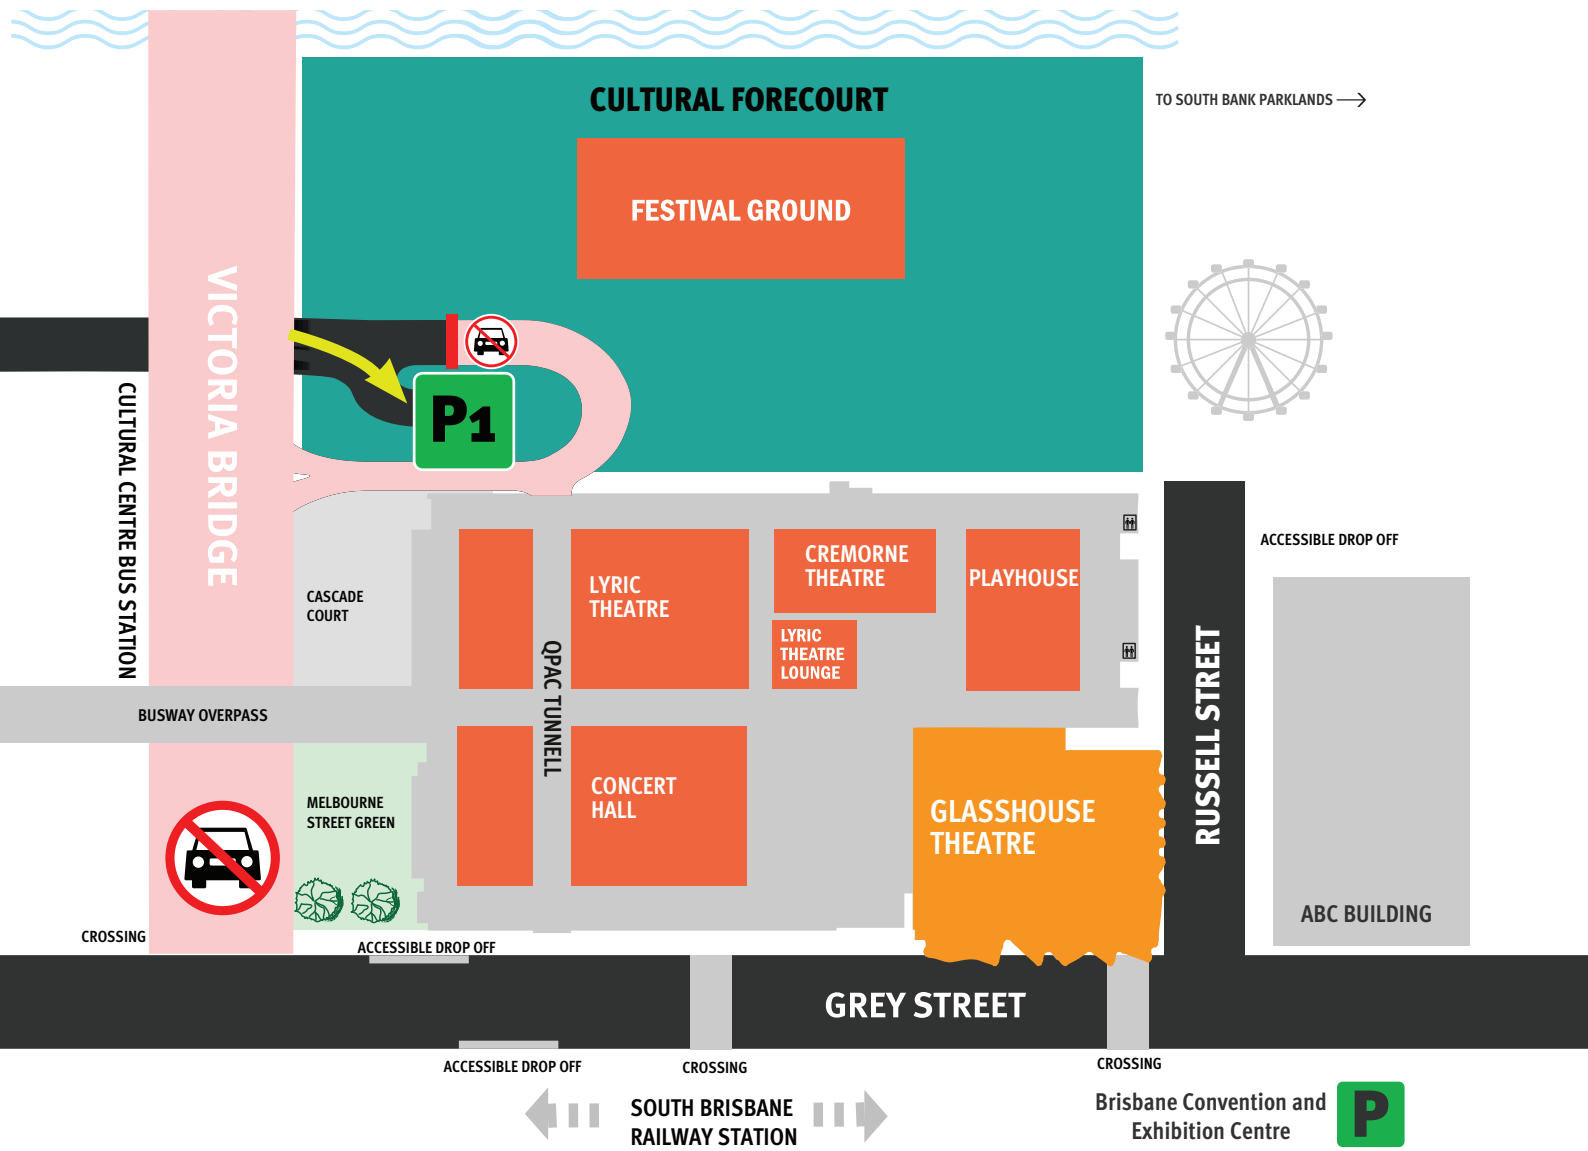 CULTURAL FORECOURT
TO SOUTH BANK PARKLANDS
FESTIVAL GROUND
VICTORIA BRIDGE
CULTURAL CENTRE BUS STATION
P1
ACCESSIBLE DROP OFF
CASCADE
COURT
LYRIC
THEATRE
CREMORNE
THEATRE
PLAYHOUSE
LYRIC
THEATRE
LOUNGE
QPAC TUNNELL
RUSSELL STREET
BUSWAY OVERPASS
MELBOURNE
STREET GREEN
CONCERT
HALL
GLASSHOUSE
THEATRE
ABC BUILDING
CROSSING
ACCESSIBLE DROP OFF
GREY STREET
ACCESSIBLE DROP OFF
CROSSING
CROSSING
SOUTH BRISBANE
RAILWAY STATION
Brisbane Convention and
Exhibition Centre
P